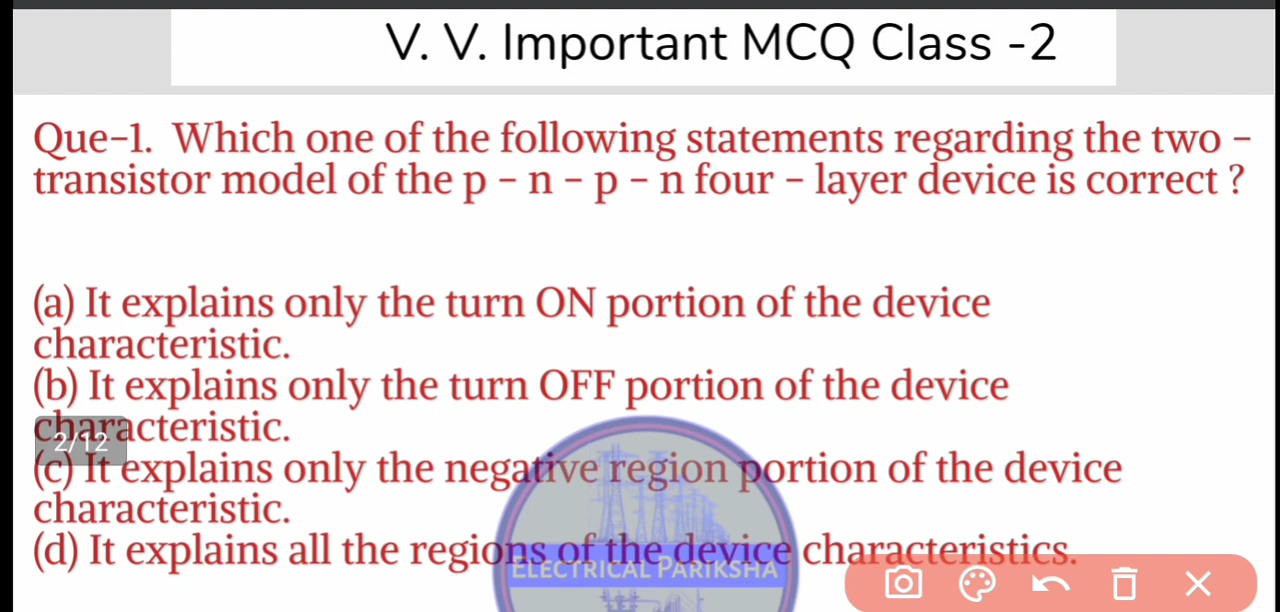 V. V. Important MCQ Class -2
Que-1. Which one of the following statements regarding the two -
transistor model of the p - n - p - n four - layer device is correct ?
(a) It explains only the turn ON portion of the device
characteristic.
(b) It explains only the turn OFF portion of the device
characteristic.
2/12
(c) It explains only the negative region portion of the device
characteristic.
(d) It explains all the regions of the device characteristics.
ELECTRICAL PARIKSHA